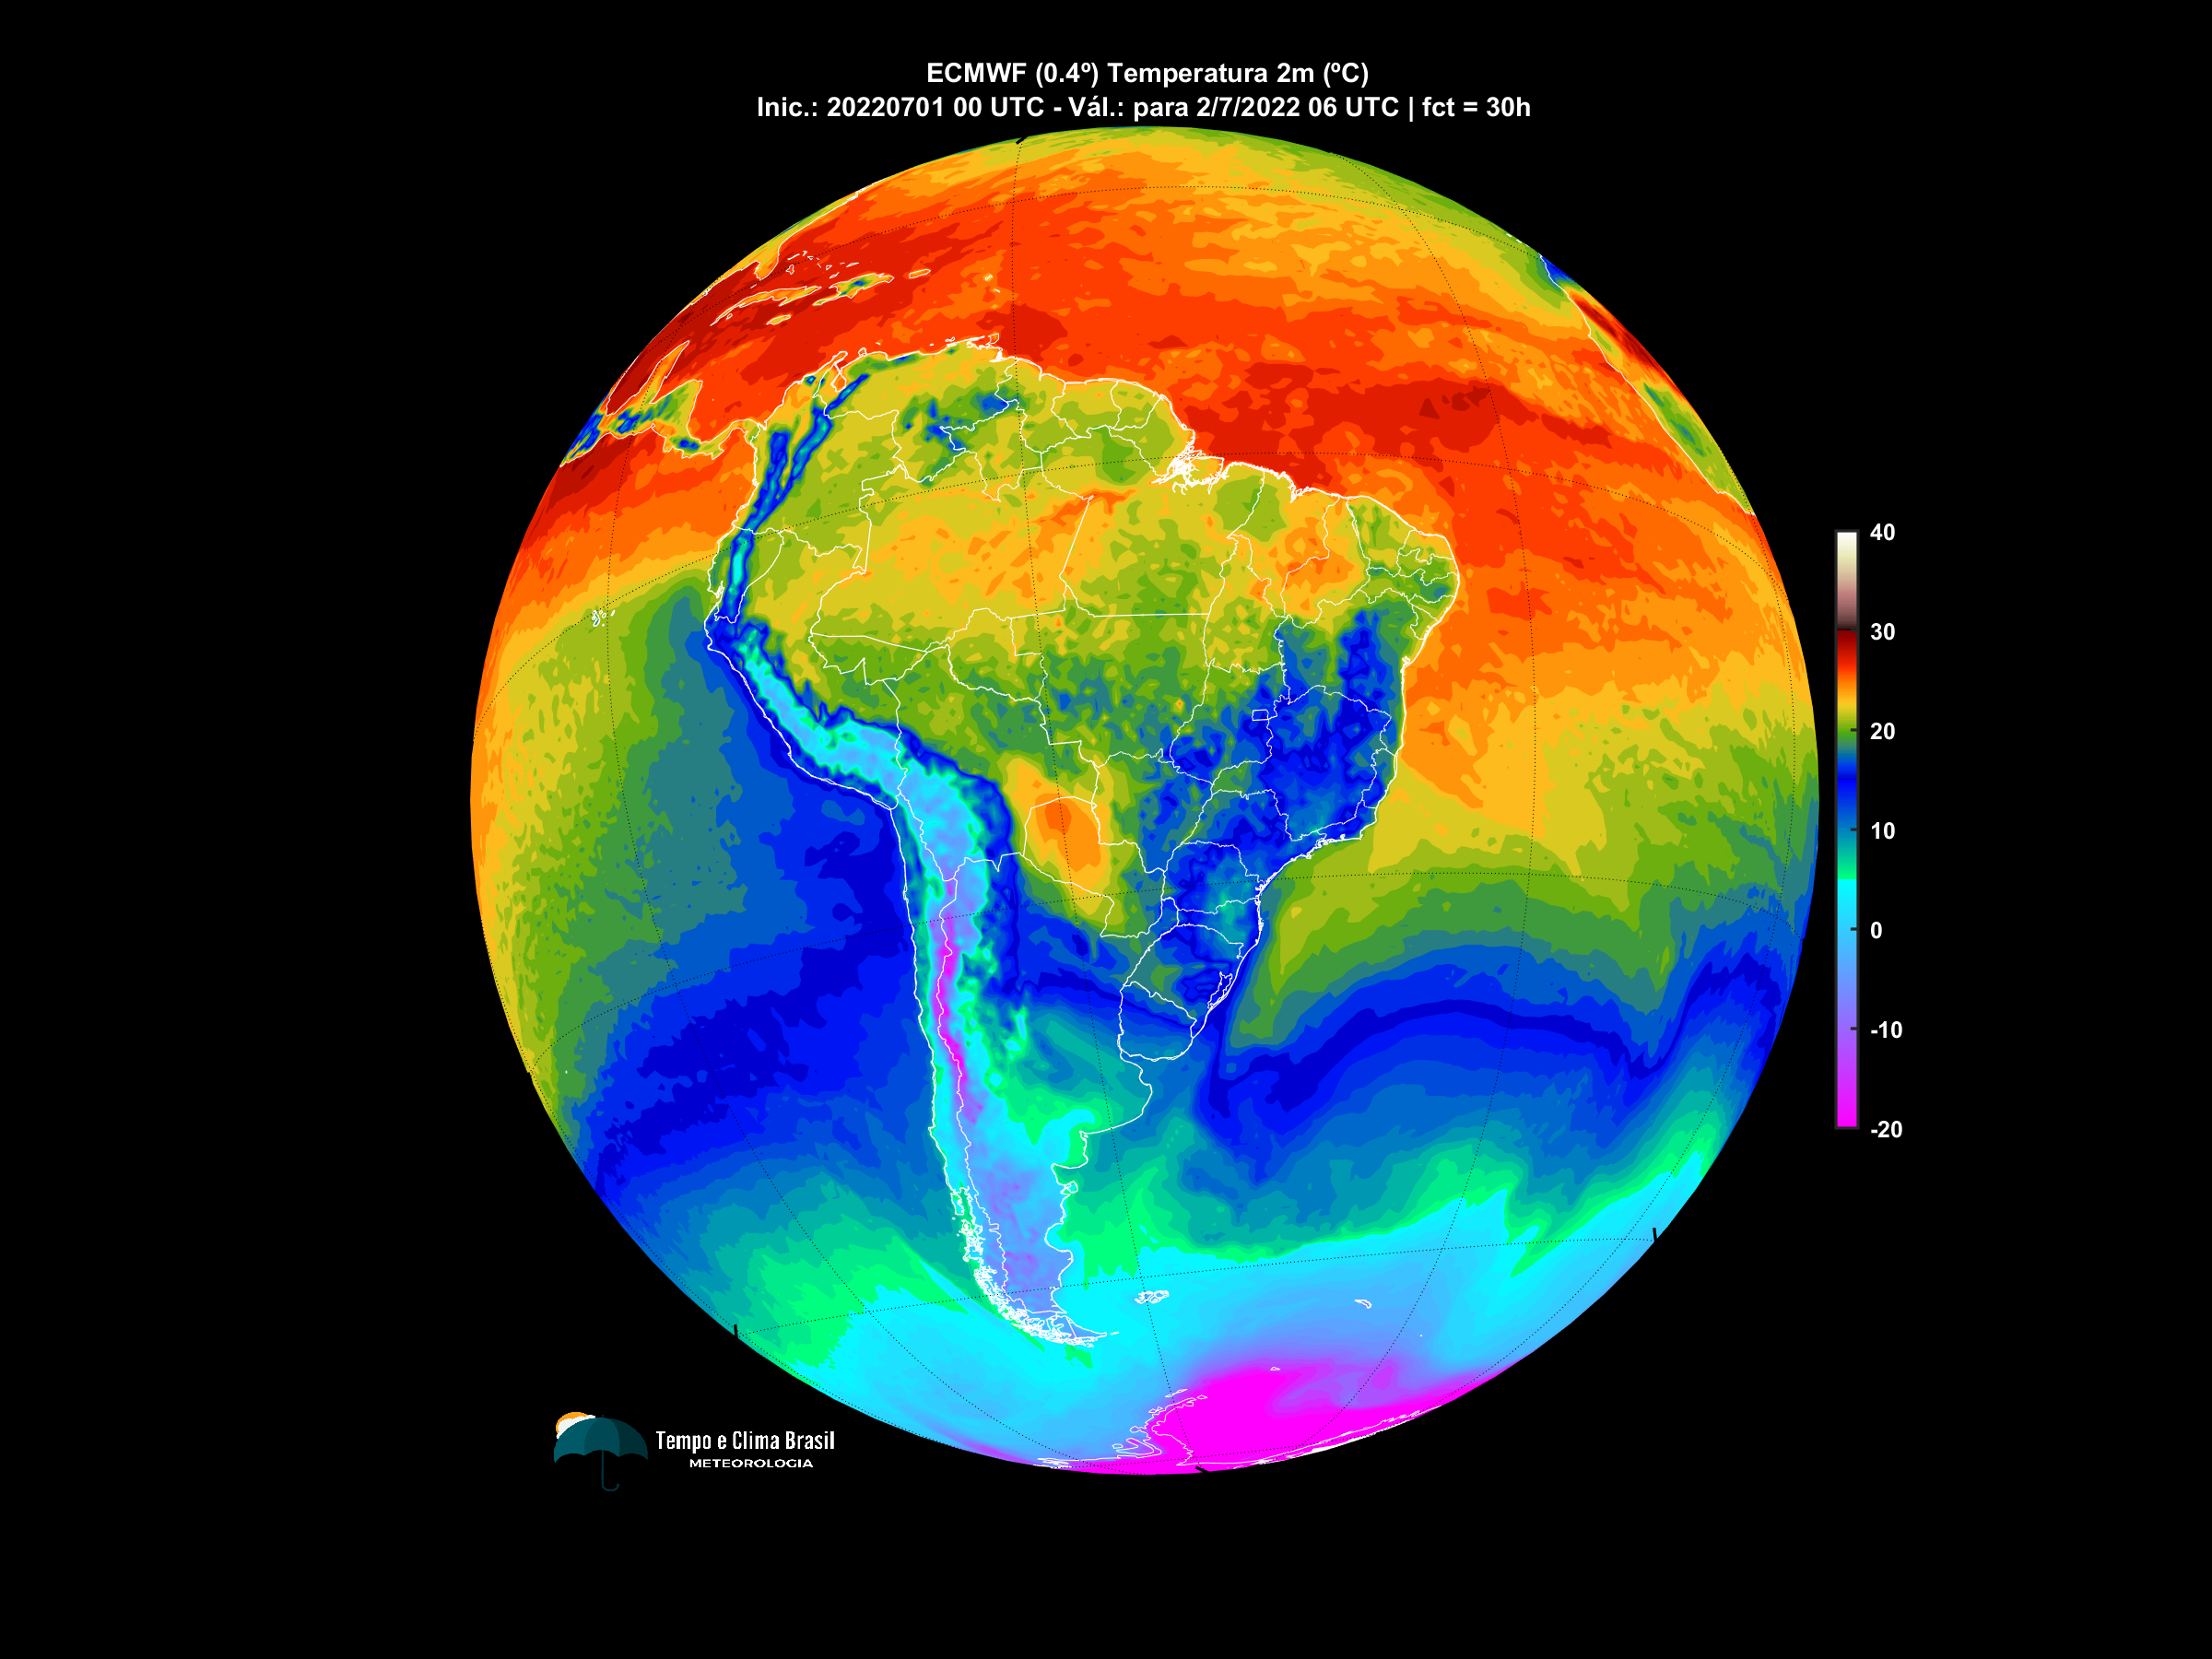 ECMWF (0.4º) Temperatura 2m (ºC)
Inic.: 20220701 00 UTC - Vál.: para 2/7/2022 06 UTC | fct = 30h
40
30
20
10
0
-10
-20
Tempo e Clima Brasil
METEOROLOGIA